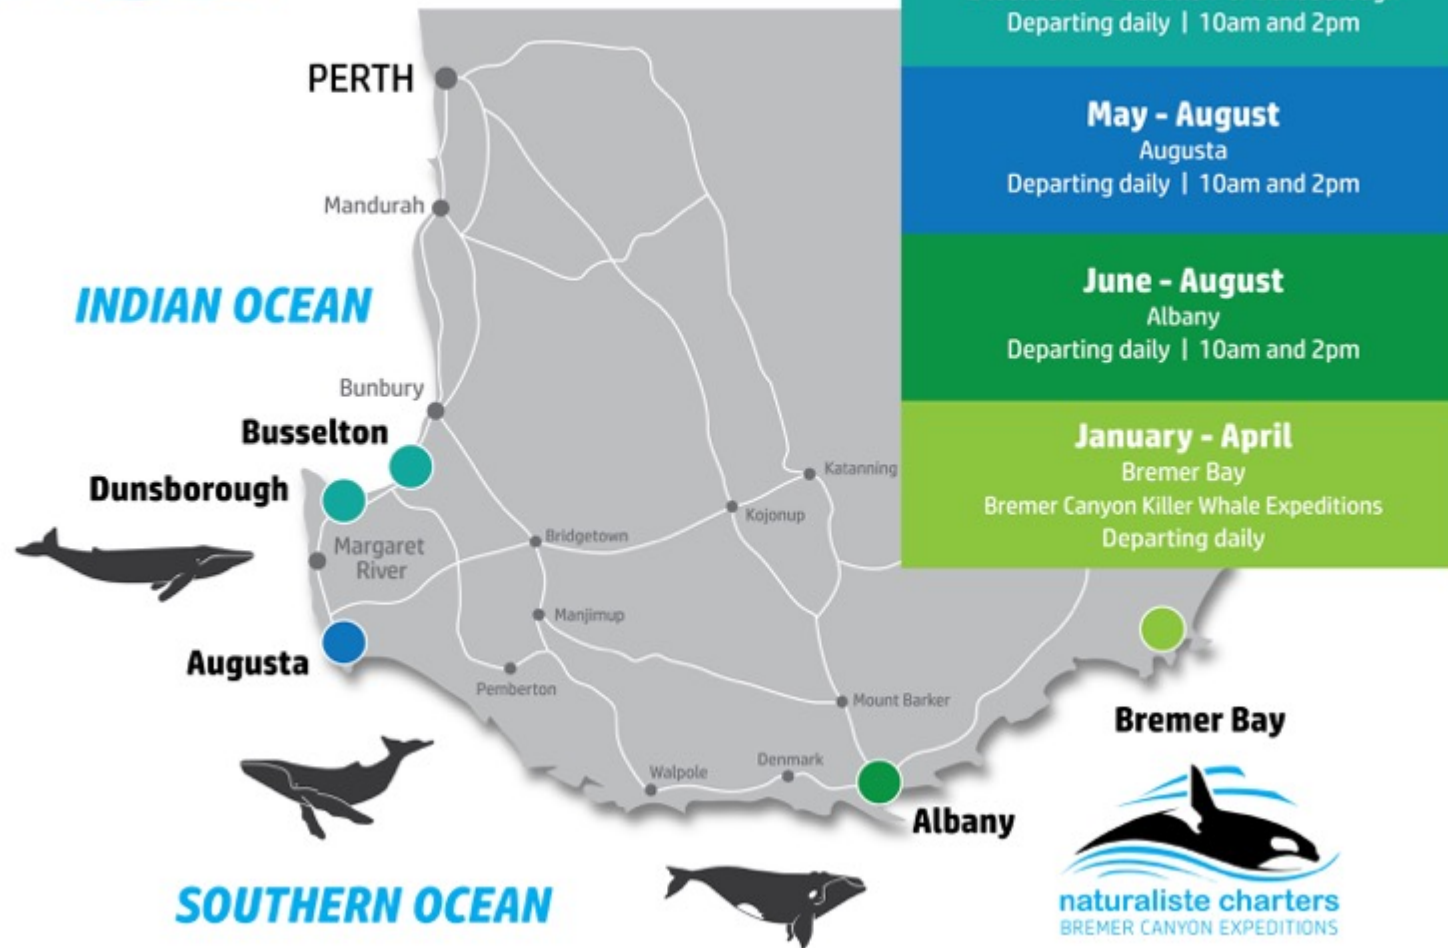 Departing daily | 10am and 2pm
May - August
Augusta
Departing daily | 10am and 2pm
June - August
Albany
Departing daily | 10am and 2pm
January - April
Bremer Bay
Bremer Canyon Killer Whale Expeditions
Departing daily
PERTH
Mandurah
INDIAN OCEAN
Bunbury
Busselton
Dunsborough
Katanning
Kojonup
Bridgetown
Margaret
River
Manjimup
Augusta
Pemberton
Mount Barker
Bremer Bay
Denmark
Walpole
Albany
SOUTHERN OCEAN
naturaliste charters
BREMER CANYON EXPEDITIONS